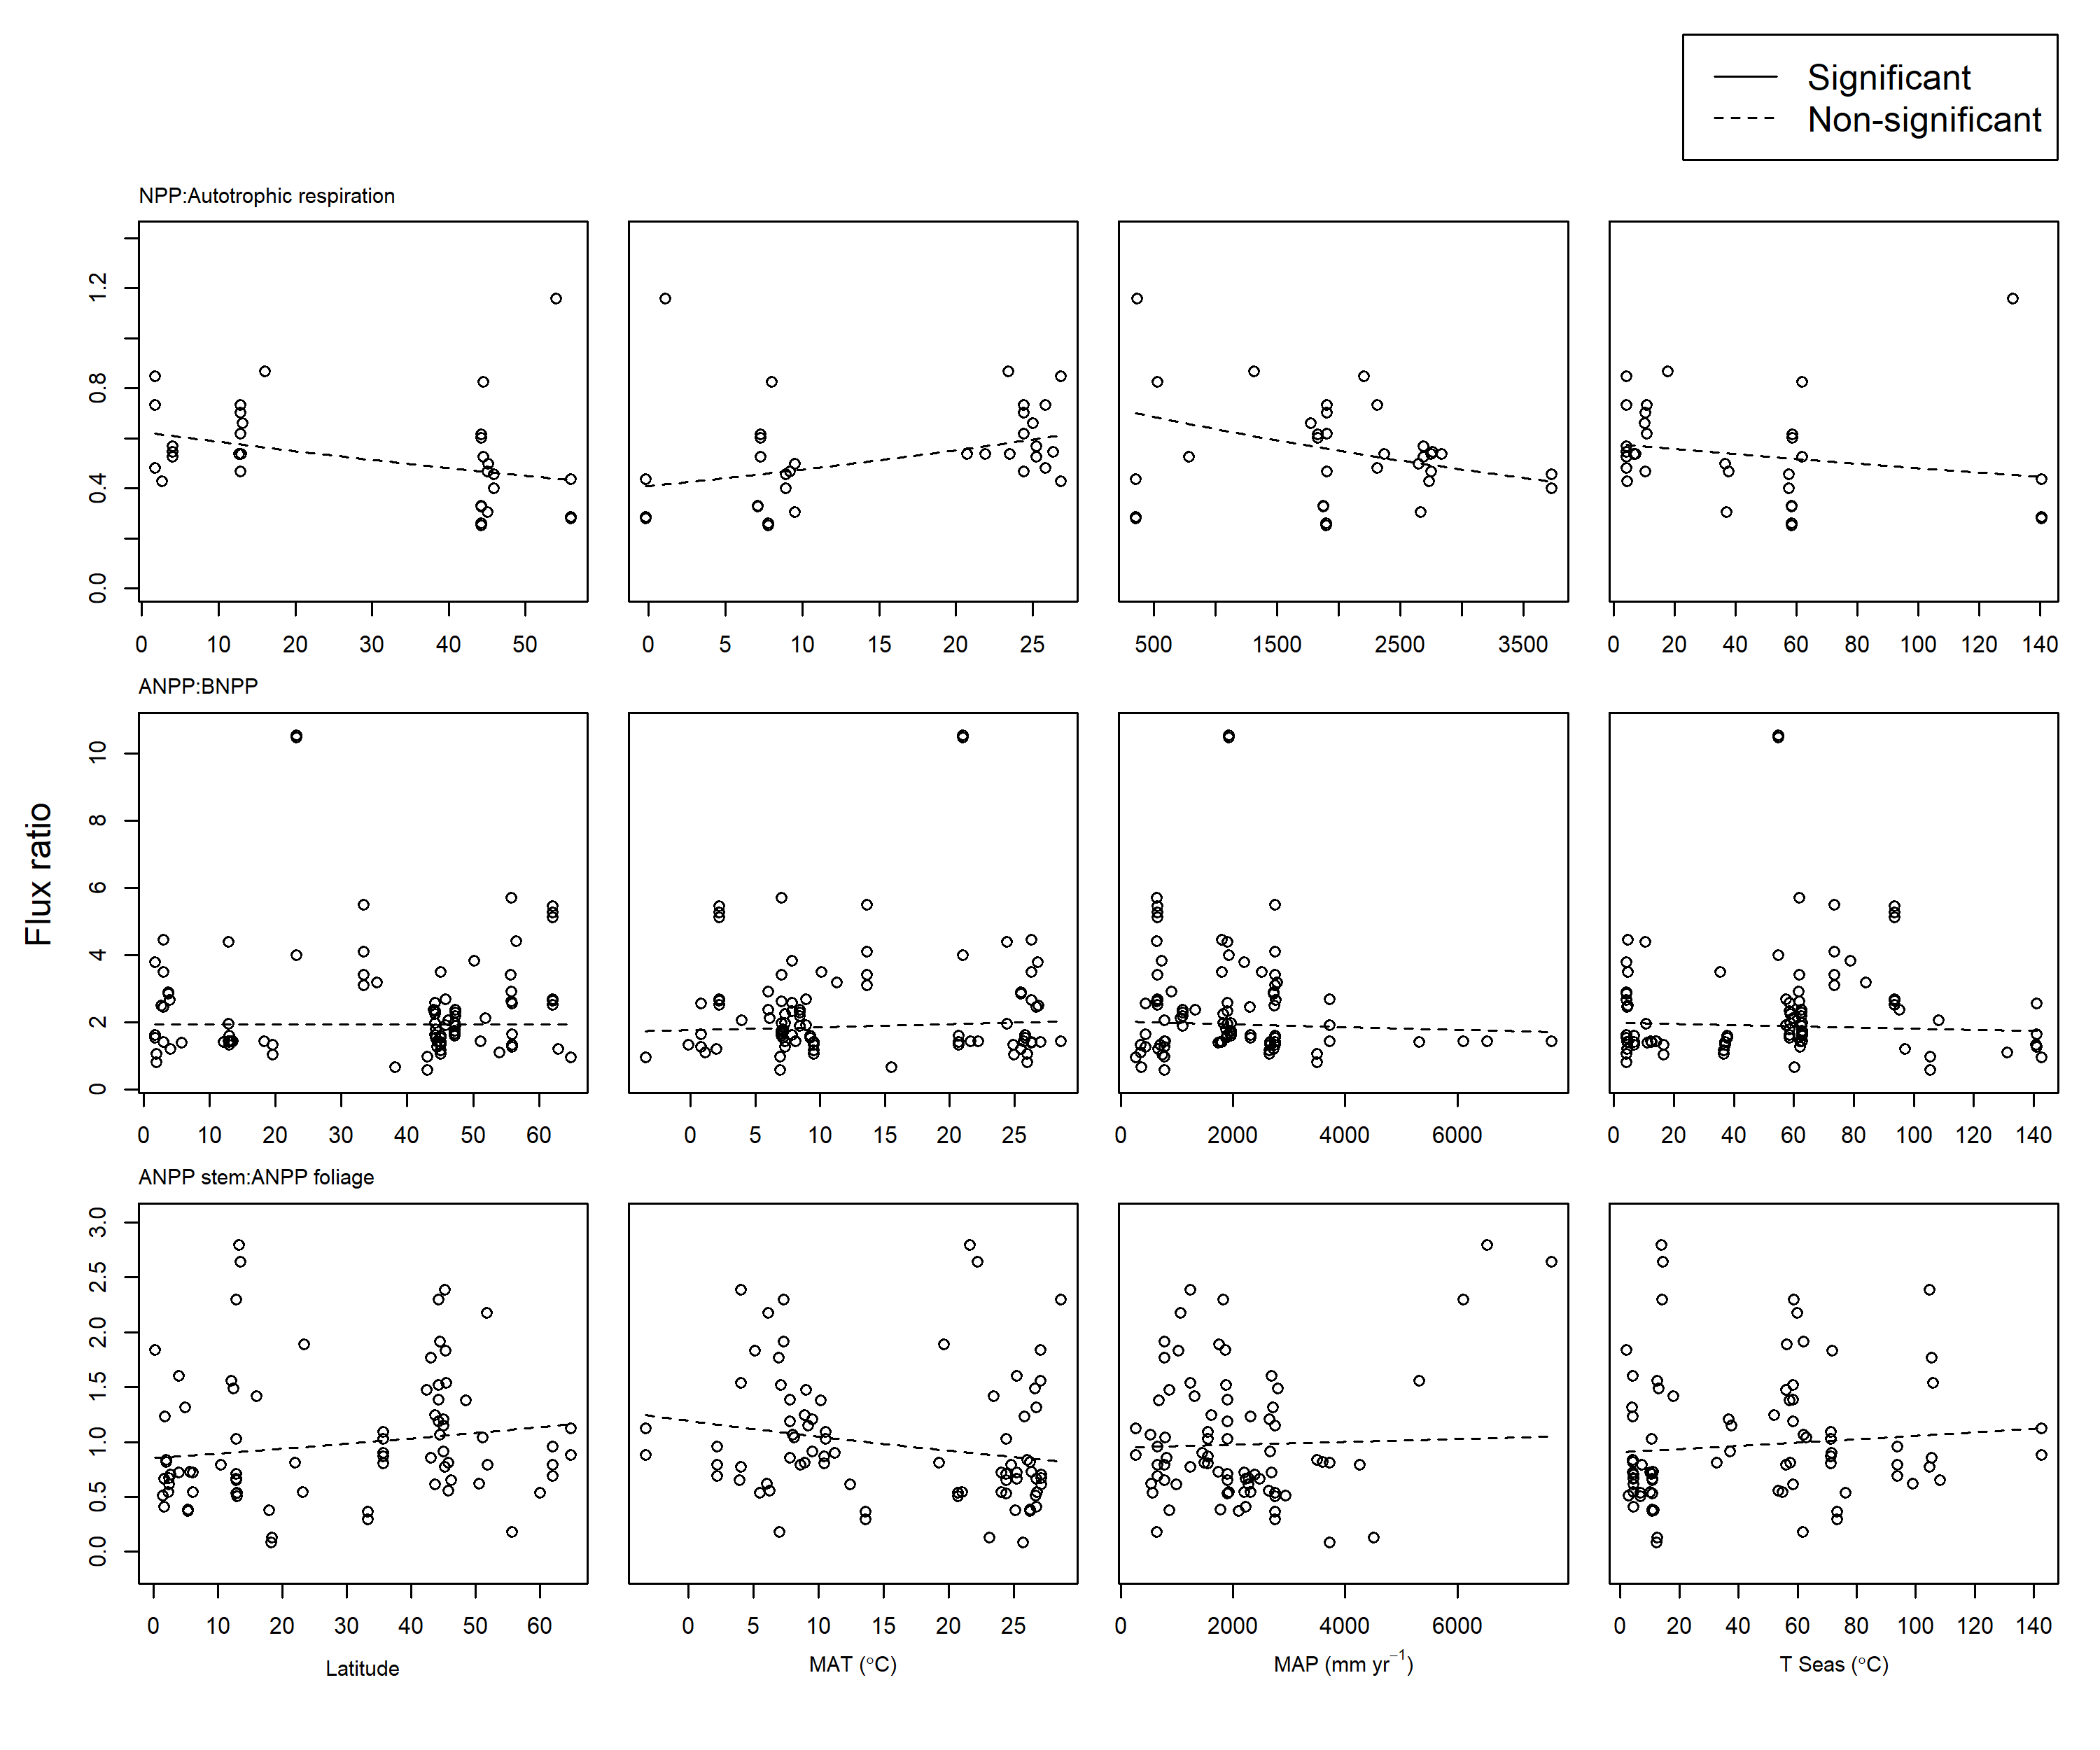 Significant
Non-significant
NPP:Autotrophic respiration
0.0 0.4 0.8 1.2
0 10 20 30 40 50
0 5 10 15 20 25
500 1500 2500 3500
0 20 40 60 80 100 120 140
ANPP:BNPP
Flux ratio
0 2 4 6 8 10
0 10 20 30 40 50 60
0 5 10 15 20 25
0 2000 4000 6000
0 20 40 60 80 100 120 140
ANPP stem:ANPP foliage
0.0 0.5 1.0 1.5 2.0 2.5 3.0
0 10 20 30 40 50 60
0 5 10 15 20 25
0 2000 4000 6000
0 20 40 60 80 100 120 140
Latitude
MAT (°C)
MAP (mm yr⁻¹)
T Seas (°C)